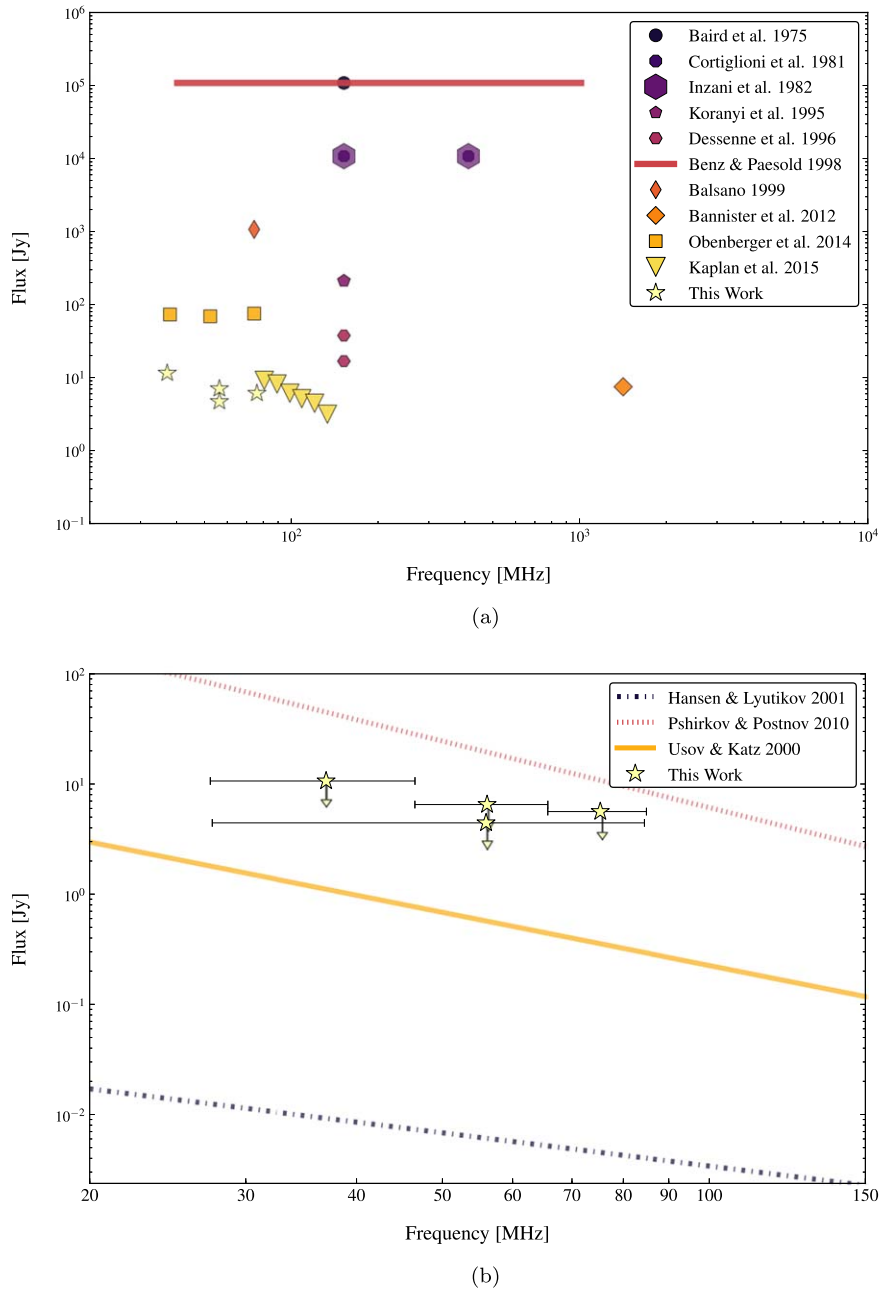 10^6
10^5
10^4
10^3
10^2
10^1
10^0
10^-1
Flux [Jy]
Baird et al. 1975
Cortiglioni et al. 1981
Inzani et al. 1982
Koranyi et al. 1995
Dessenne et al. 1996
Benz & Paesold 1998
Balsano 1999
Bannister et al. 2012
Obenberger et al. 2014
Kaplan et al. 2015
This Work
10^2 10^3 10^4
Frequency [MHz]
(a)
10^2
10^1
10^0
10^-1
10^-2
Flux [Jy]
Hansen & Lyutikov 2001
Pshirkov & Postnov 2010
Usov & Katz 2000
This Work
20 30 40 50 60 70 80 90 100 150
Frequency [MHz]
(b)